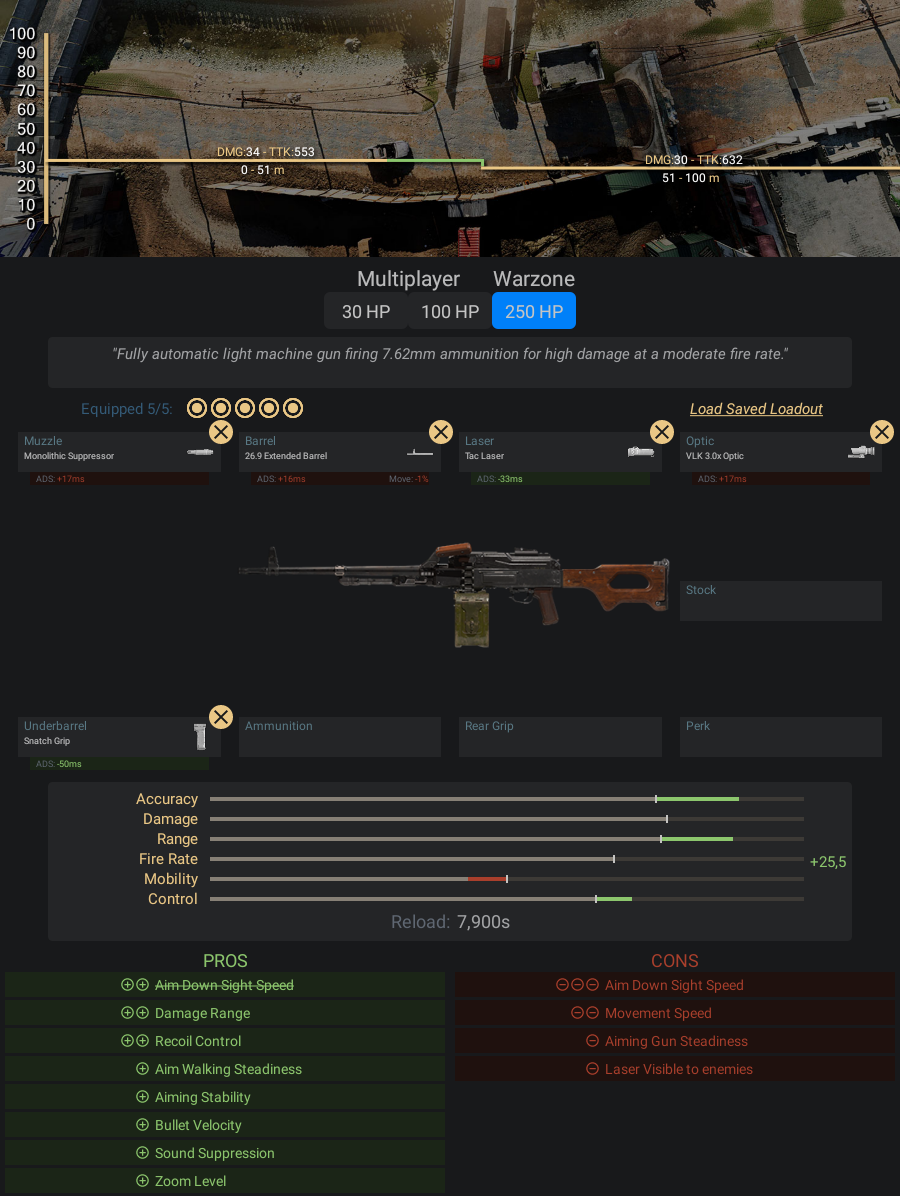 100
90
80
70
60
50
40
30
20
10
0
DMG:34 - TTK:553
0 - 51 m
DMG:30 - TTK:632
51 - 100 m
Multiplayer Warzone
30 HP 100 HP 250 HP
"Fully automatic light machine gun firing 7.62mm ammunition for high damage at a moderate fire rate."
Equipped 5/5: Load Saved Loadout
Muzzle
Monolithic Suppressor
ADS: +17ms
Barrel
26.9 Extended Barrel
ADS: +16ms Move: -1%
Laser
Tac Laser
ADS: -33ms
Optic
VLK 3.0x Optic
ADS: +17ms
Stock
Underbarrel
Snatch Grip
ADS: -50ms
Ammunition
Rear Grip
Perk
Accuracy
Damage
Range
Fire Rate
+25,5
Mobility
Control
Reload: 7,900s
PROS
Aim Down Sight Speed
Damage Range
Recoil Control
Aim Walking Steadiness
Aiming Stability
Bullet Velocity
Sound Suppression
Zoom Level
CONS
Aim Down Sight Speed
Movement Speed
Aiming Gun Steadiness
Laser Visible to enemies